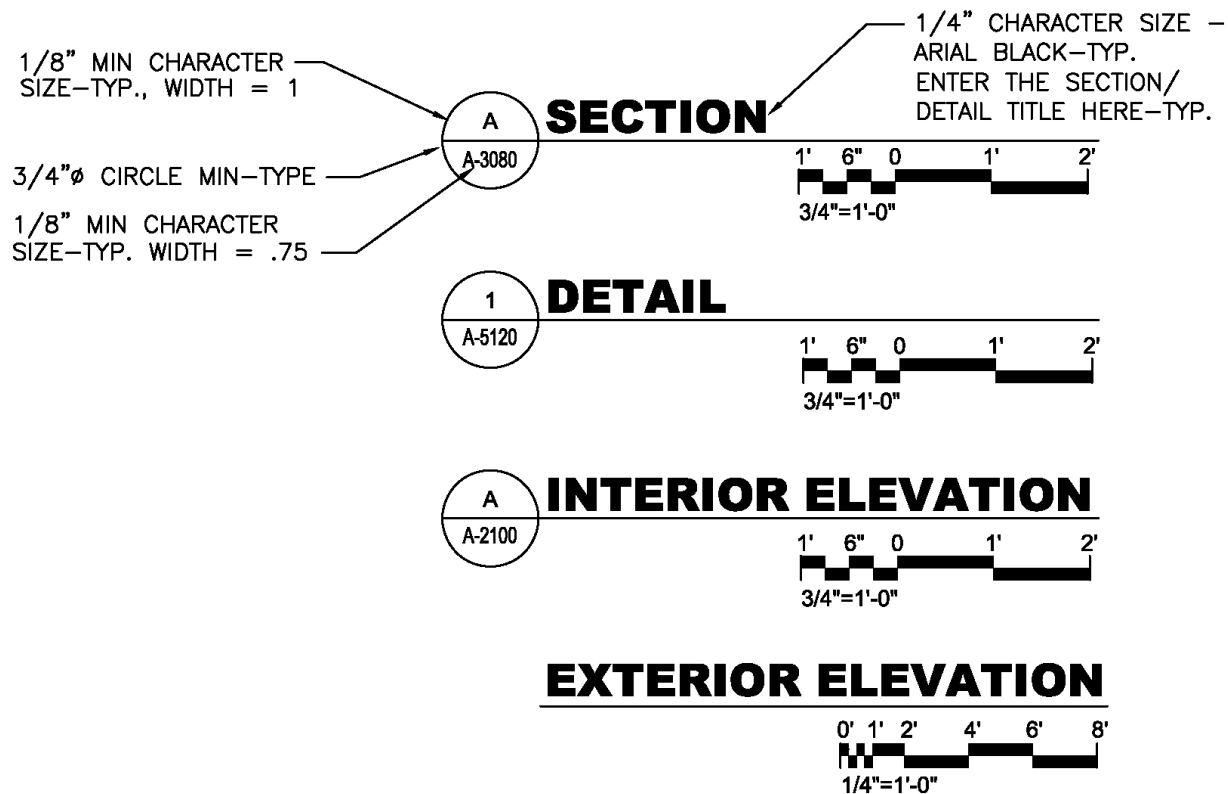 1/8” MIN CHARACTER
SIZE–TYP., WIDTH = 1
3/4”ø CIRCLE MIN–TYPE
1/8” MIN CHARACTER
SIZE–TYP. WIDTH = .75
1/4” CHARACTER SIZE –
ARIAL BLACK–TYP.
ENTER THE SECTION/
DETAIL TITLE HERE–TYP.
A
A-3080
SECTION
1' 6" 0 1' 2'
3/4"=1'-0"
1
A-5120
DETAIL
1' 6" 0 1' 2'
3/4"=1'-0"
A
A-2100
INTERIOR ELEVATION
1' 6" 0 1' 2'
3/4"=1'-0"
EXTERIOR ELEVATION
0' 1' 2' 4' 6' 8'
1/4"=1'-0"